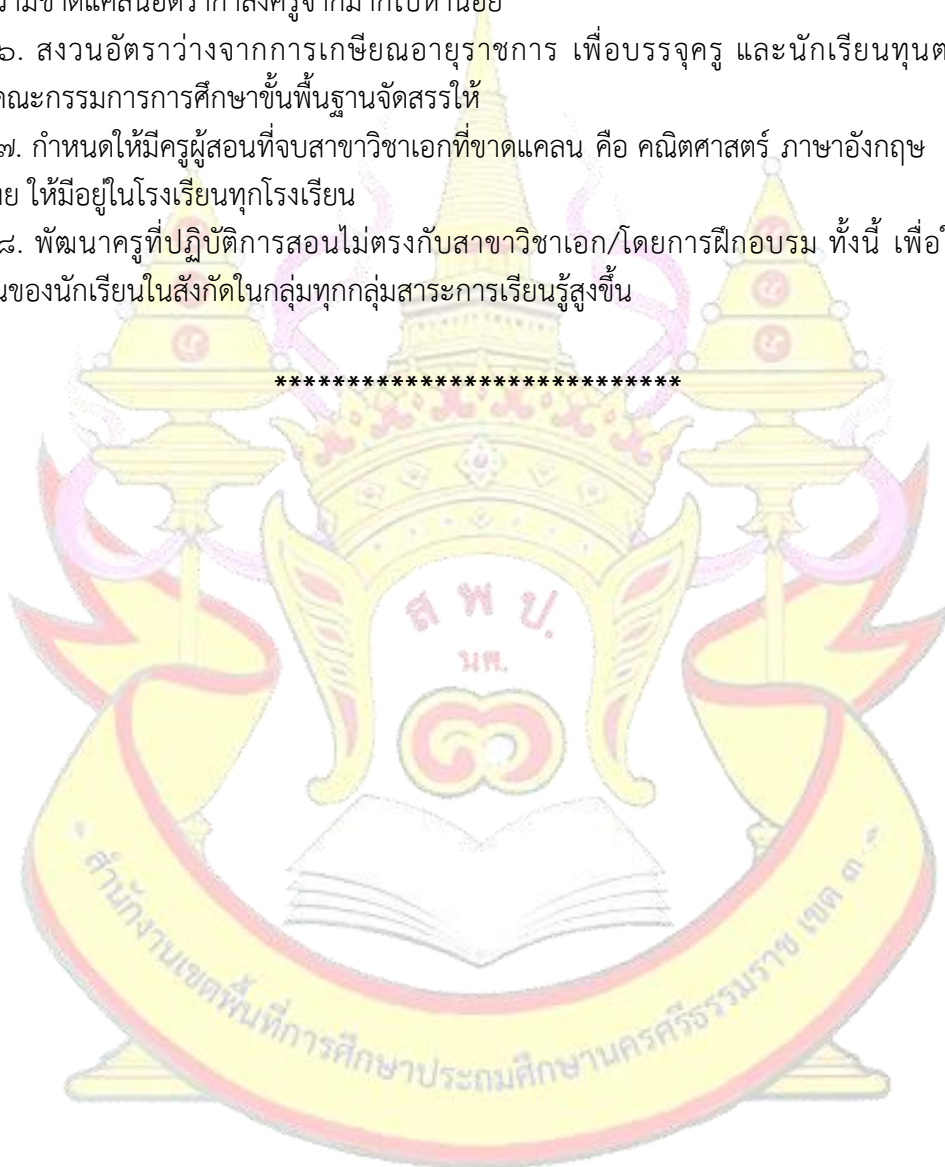 วามขาดแคลนอัตรากำลังครูจากมากไปหาน้อย
๖. สงวนอัตราว่างจากการเกษียณอายุราชการ เพื่อบรรจุครู และนักเรียนทุนต
คณะกรรมการการศึกษาขั้นพื้นฐานจัดสรรให้
๗. กำหนดให้มีครูผู้สอนที่จบสาขาวิชาเอกที่ขาดแคลน คือ คณิตศาสตร์ ภาษาอังกฤษ
ทย ให้มีอยู่ในโรงเรียนทุกโรงเรียน
๘. พัฒนาครูที่ปฏิบัติการสอนไม่ตรงกับสาขาวิชาเอก/โดยการฝึกอบรม ทั้งนี้ เพื่อใ
นของนักเรียนในสังกัดในกลุ่มทุกกลุ่มสาระการเรียนรู้สูงขึ้น
****************************
ส พ ป.
นศ.
๓
สำนักงานเขตพื้นที่การศึกษาประถมศึกษานครศรีธรรมราช เขต ๓